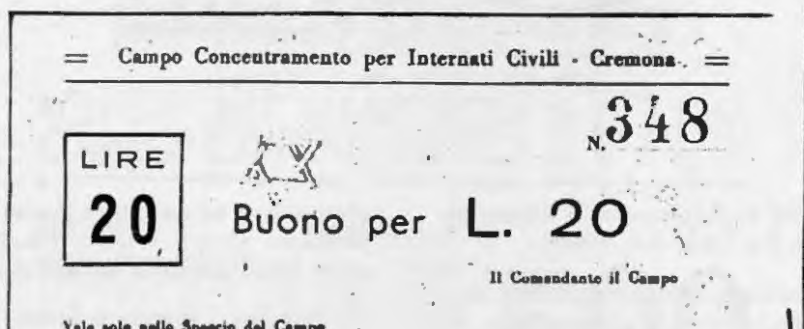 = Campo Concentramento per Internati Civili - Cremona =
N. 348
LIRE
20
Buono per L. 20
Il Comandante il Campo
Vale solo nello Spaccio del Campo